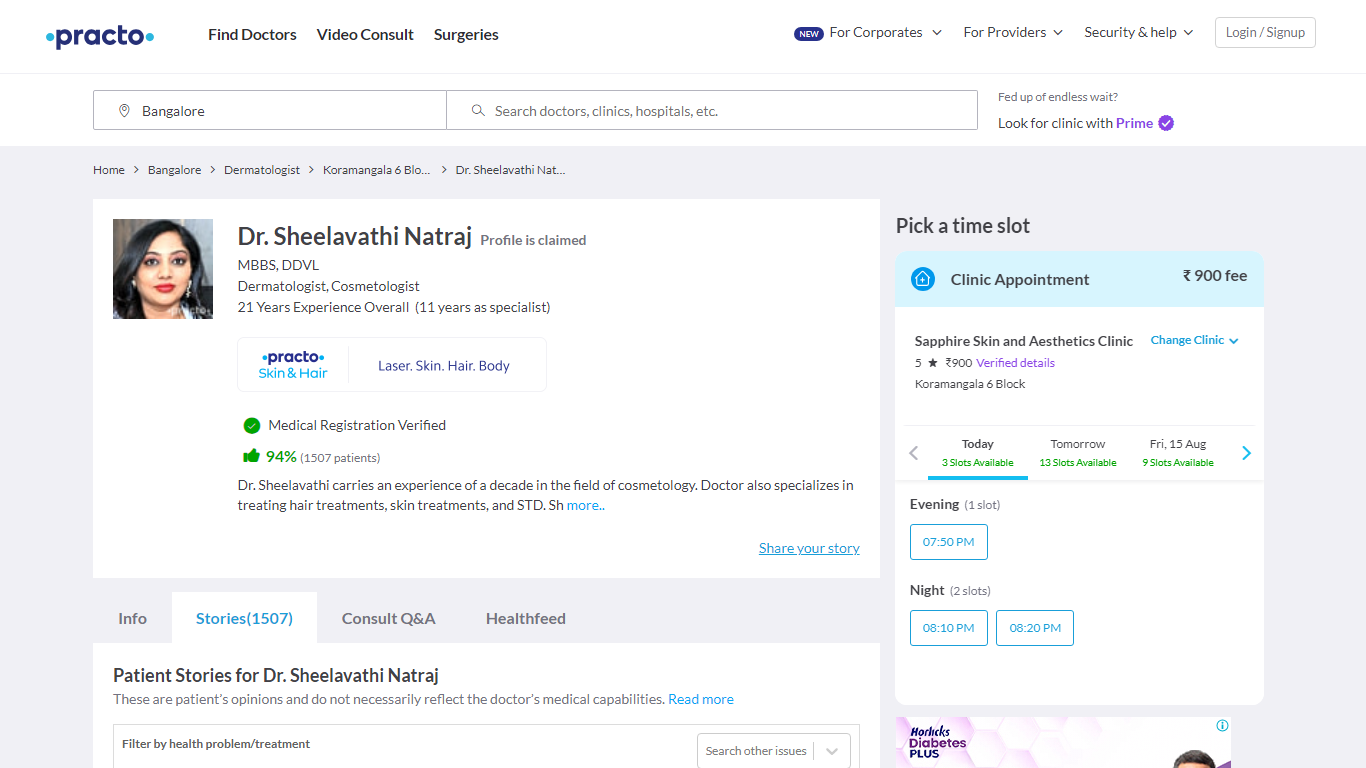 practo
Find Doctors
Video Consult
Surgeries
NEW For Corporates
For Providers
Security & help
Login / Signup
Bangalore
Search doctors, clinics, hospitals, etc.
Fed up of endless wait?
Look for clinic with Prime
Home > Bangalore > Dermatologist > Koramangala 6 Blo... > Dr. Sheelavathi Nat...
practo
Dr. Sheelavathi Natraj Profile is claimed
MBBS, DDVL
Dermatologist, Cosmetologist
21 Years Experience Overall (11 years as specialist)
practo
Skin & Hair
Laser. Skin. Hair. Body
Medical Registration Verified
94% (1507 patients)
Dr. Sheelavathi carries an experience of a decade in the field of cosmetology. Doctor also specializes in
treating hair treatments, skin treatments, and STD. Sh more..
Share your story
Info
Stories(1507)
Consult Q&A
Healthfeed
Patient Stories for Dr. Sheelavathi Natraj
These are patient's opinions and do not necessarily reflect the doctor's medical capabilities. Read more
Filter by health problem/treatment
Search other issues
Pick a time slot
Clinic Appointment
₹ 900 fee
Sapphire Skin and Aesthetics Clinic
Change Clinic
5 ★ ₹900 Verified details
Koramangala 6 Block
Today
3 Slots Available
Tomorrow
13 Slots Available
Fri, 15 Aug
9 Slots Available
Evening (1 slot)
07:50 PM
Night (2 slots)
08:10 PM
08:20 PM
Horlicks
Diabetes
PLUS